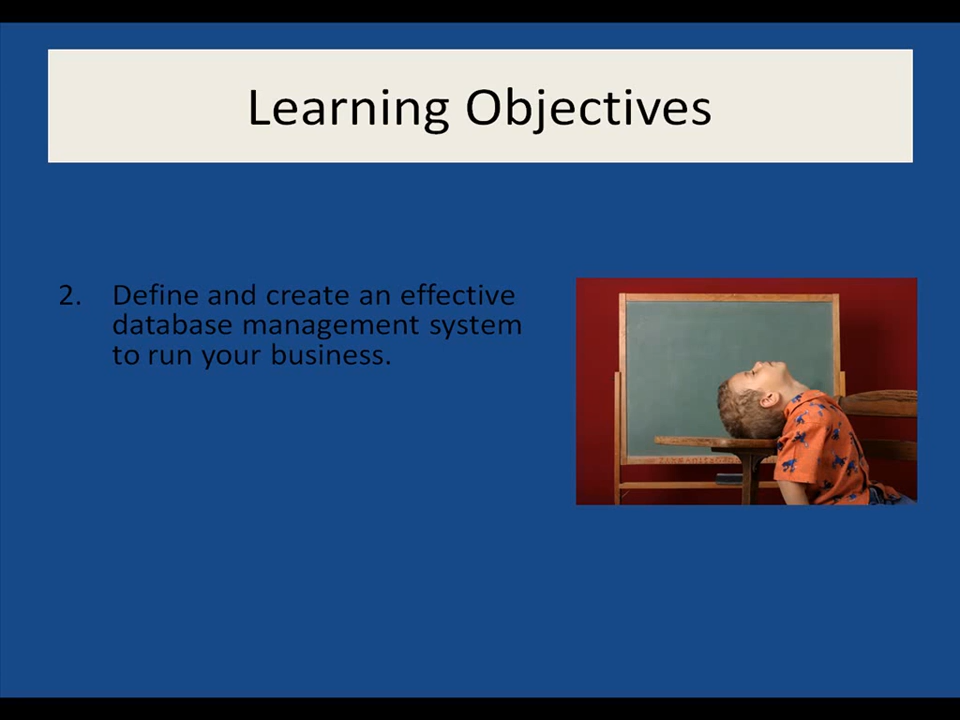 Learning Objectives
2. Define and create an effective
database management system
to run your business.